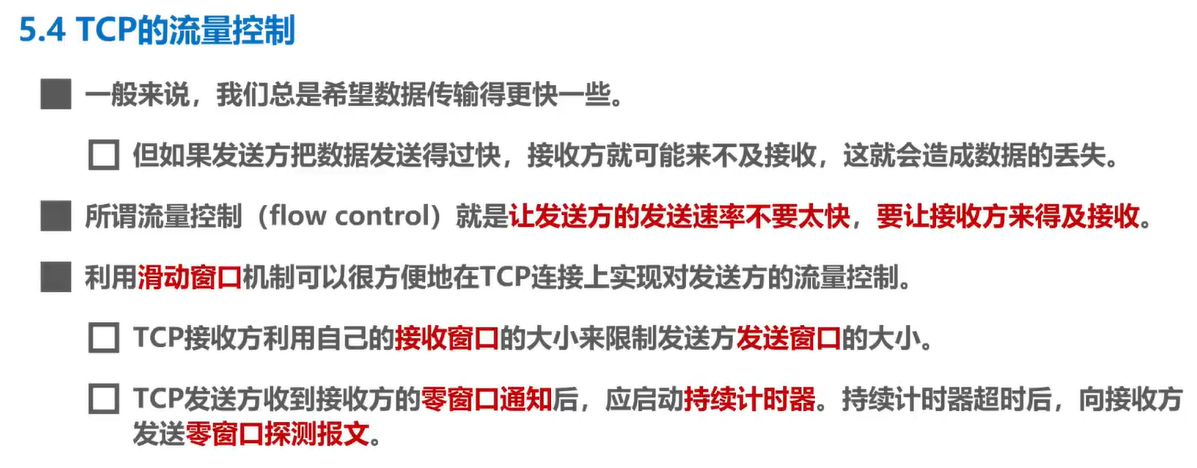 5.4 TCP的流量控制
一般来说，我们总是希望数据传输得更快一些。
但如果发送方把数据发送得过快，接收方就可能来不及接收，这就会造成数据的丢失。
所谓流量控制（flow control）就是让发送方的发送速率不要太快，要让接收方来得及接收。
利用滑动窗口机制可以很方便地在TCP连接上实现对发送方的流量控制。
TCP接收方利用自己的接收窗口的大小来限制发送方发送窗口的大小。
TCP发送方收到接收方的零窗口通知后，应启动持续计时器。持续计时器超时后，向接收方
发送零窗口探测报文。